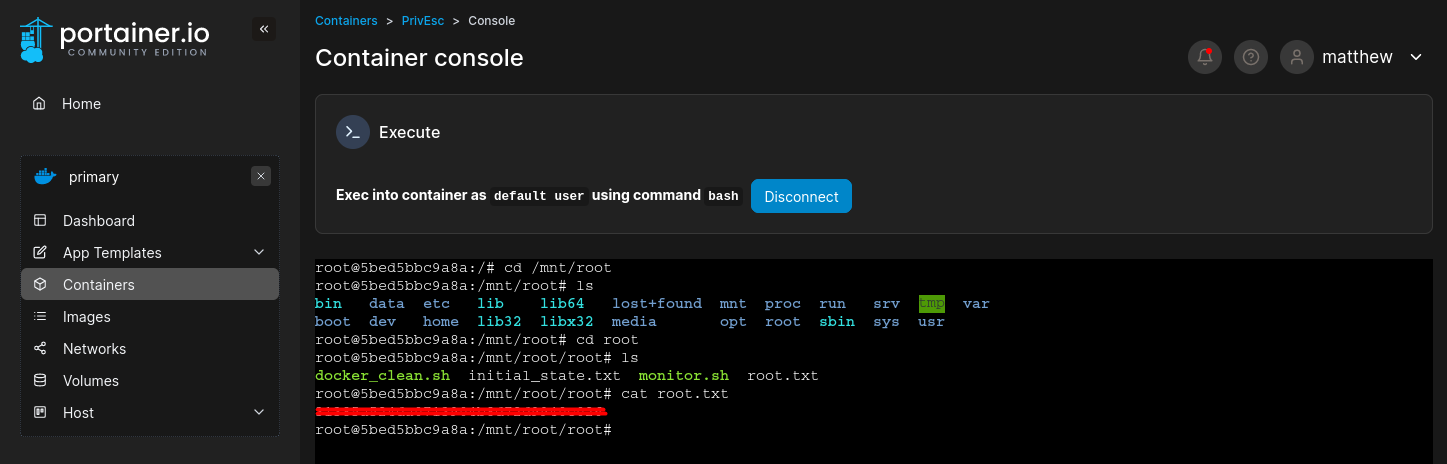 portainer.io
COMMUNITY EDITION
«
Home
primary
Dashboard
App Templates
Containers
Images
Networks
Volumes
Host
Containers > PrivEsc > Console
Container console
matthew
>_ Execute
Exec into container as default user using command bash Disconnect
root@5bed5bbc9a8a:/# cd /mnt/root
root@5bed5bbc9a8a:/mnt/root# ls
bin data etc lib lib64 lost+found mnt proc run srv tmp var
boot dev home lib32 libx32 media opt root sbin sys usr
root@5bed5bbc9a8a:/mnt/root# cd root
root@5bed5bbc9a8a:/mnt/root/root# ls
docker_clean.sh initial_state.txt monitor.sh root.txt
root@5bed5bbc9a8a:/mnt/root/root# cat root.txt
root@5bed5bbc9a8a:/mnt/root/root#